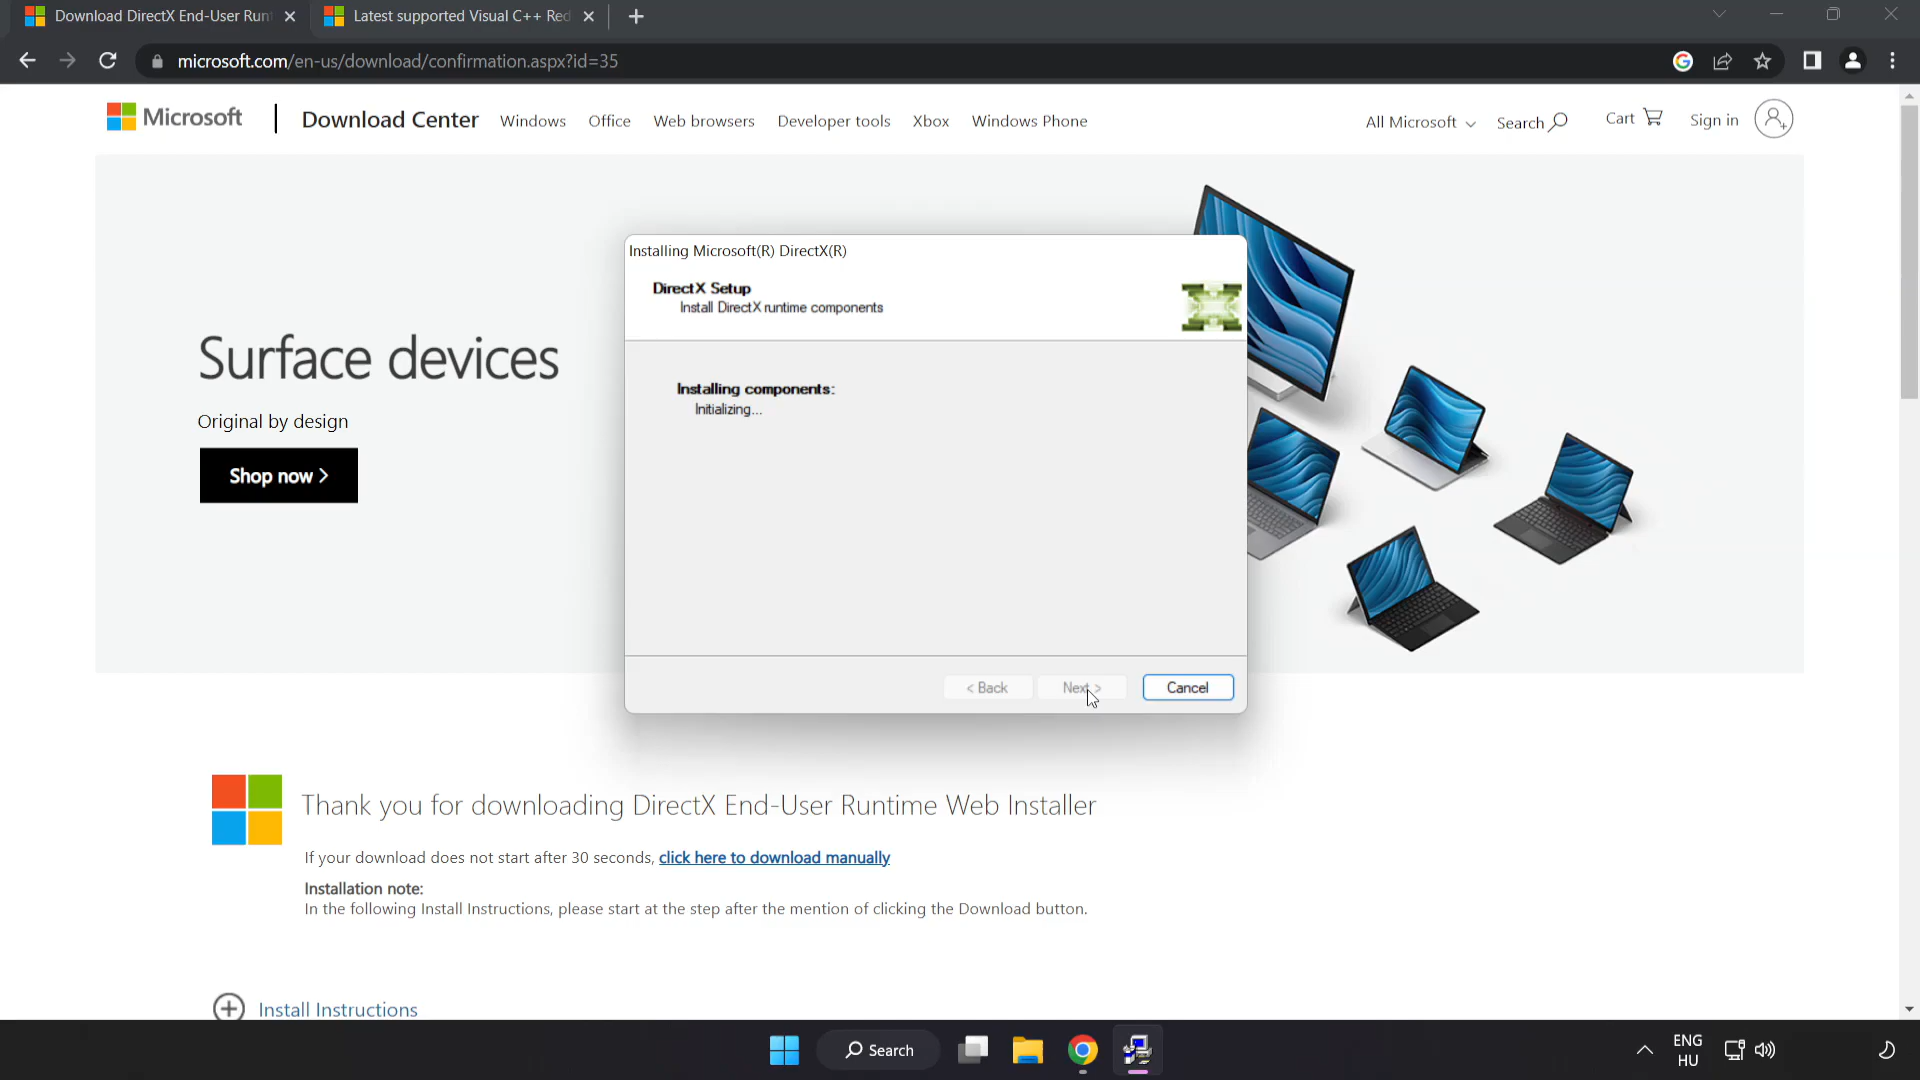 Download DirectX End-User Runt
Latest supported Visual C++ Red
microsoft.com/en-us/download/confirmation.aspx?id=35
Microsoft
Download Center
Windows
Office
Web browsers
Developer tools
Xbox
Windows Phone
All Microsoft
Search
Cart
Sign in
Surface devices
Original by design
Shop now >
Installing Microsoft(R) DirectX(R)
DirectX Setup
Install DirectX runtime components
Installing components:
Initializing...
< Back
Next >
Cancel
Thank you for downloading DirectX End-User Runtime Web Installer
If your download does not start after 30 seconds, click here to download manually
Installation note:
In the following Install Instructions, please start at the step after the mention of clicking the Download button.
Install Instructions
Search
ENG
HU